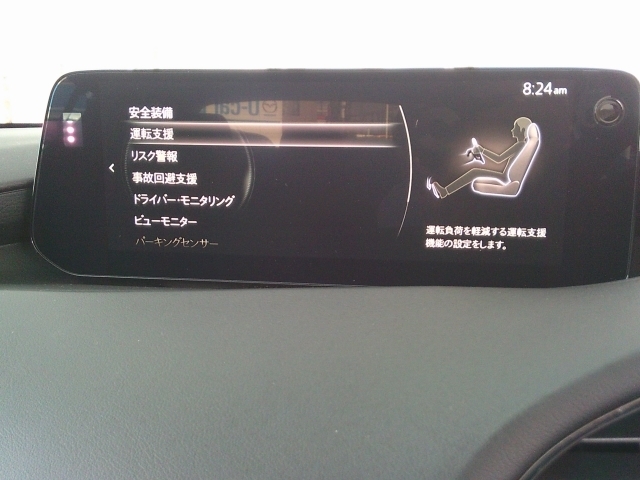 8:24am
安全装備
運転支援
リスク警報
事故回避支援
ドライバー・モニタリング
ビューモニター
パーキングセンサー
運転負荷を軽減する運転支援
機能の設定をします。